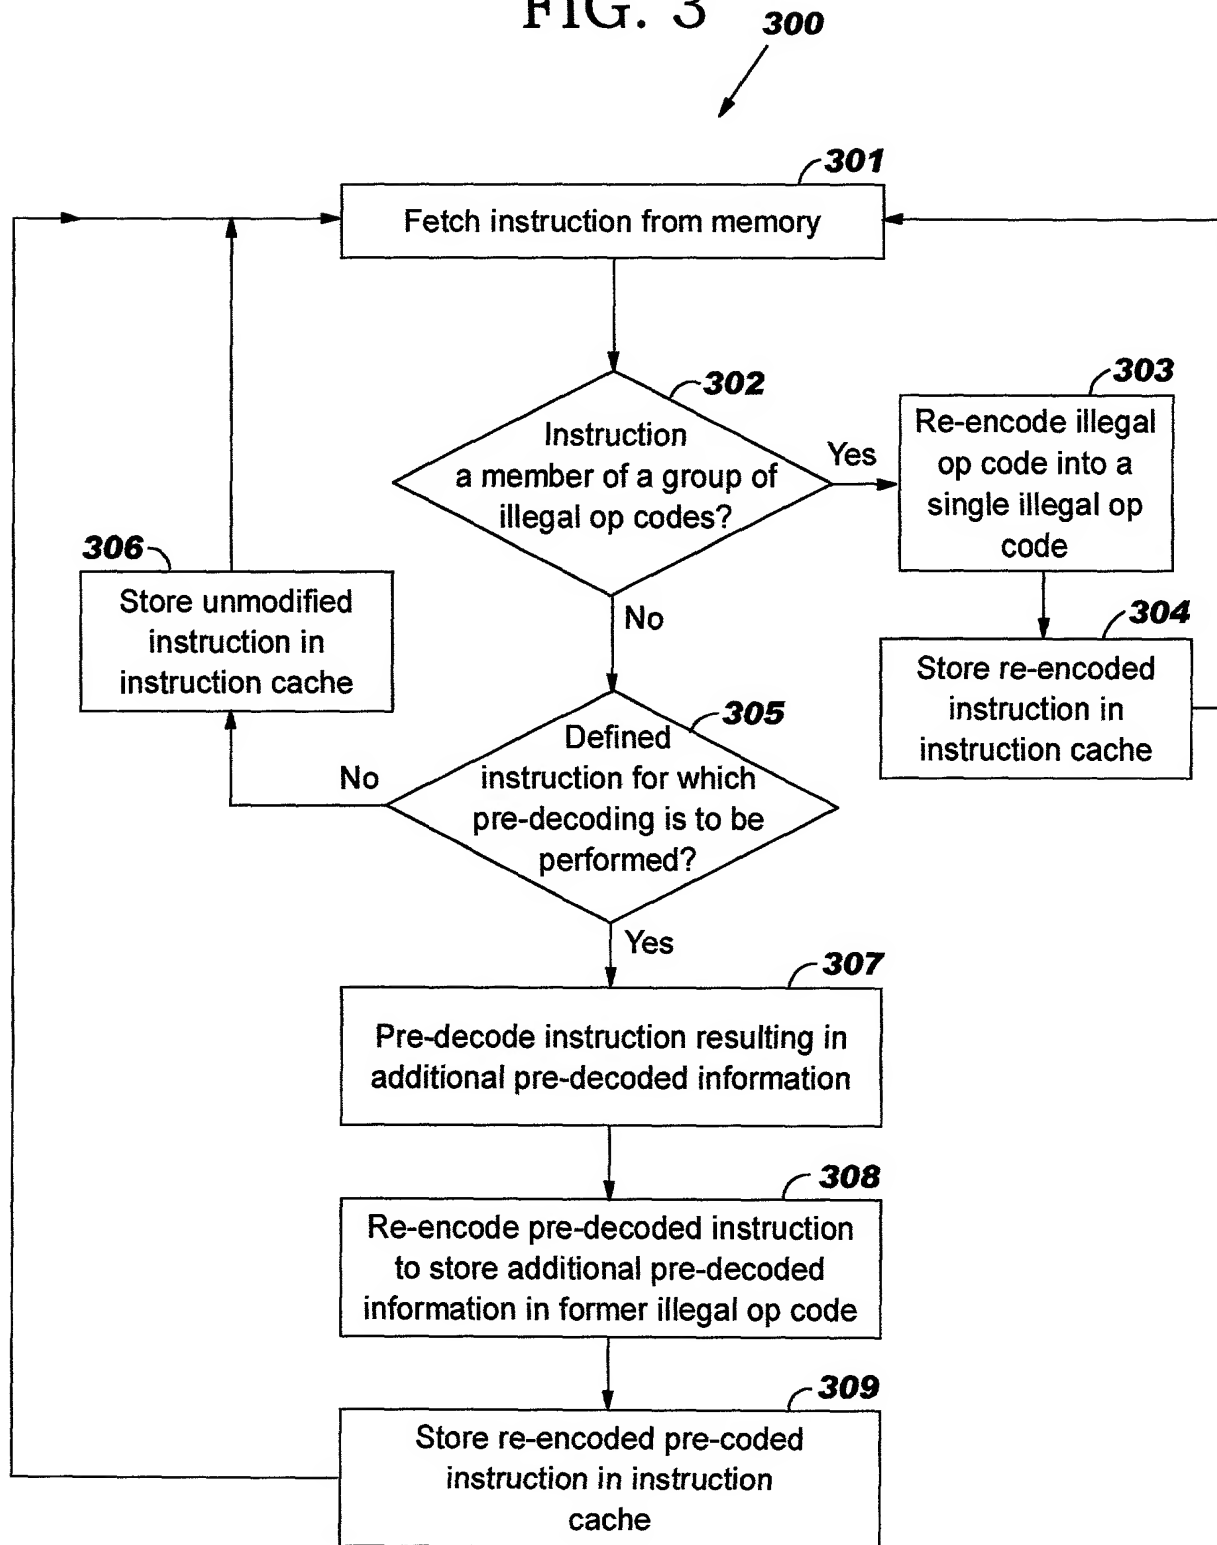 FIG. 3
300
301
Fetch instruction from memory
302
Instruction
a member of a group of
illegal op codes?
Yes
303
Re-encode illegal
op code into a
single illegal op
code
No
304
Store re-encoded
instruction in
instruction cache
306
Store unmodified
instruction in
instruction cache
305
Defined
instruction for which
pre-decoding is to be
performed?
No
Yes
307
Pre-decode instruction resulting in
additional pre-decoded information
308
Re-encode pre-decoded instruction
to store additional pre-decoded
information in former illegal op code
309
Store re-encoded pre-coded
instruction in instruction
cache